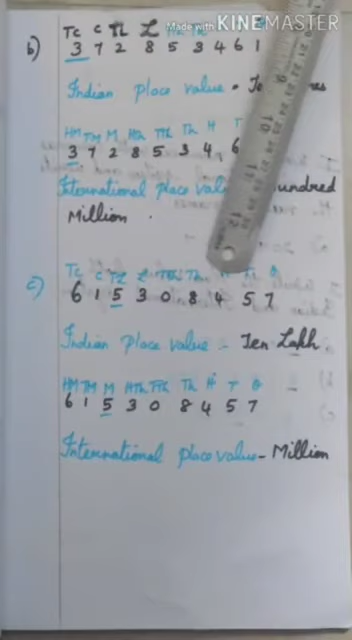 Made with KINEMASTER
TC C TL L
b) 3 7 2 8 5 3 4 6 1
Indian place value -
HM TM M HTh TTh Th H T
3 7 2 8 5 3 4 6
International place
Million .
TC C TL L TTh Th T O
c) 6 1 5 3 0 8 4 5 7
Indian Place Value - Ten Lakh
HM TM M HTh TTh Th H T O
6 1 5 3 0 8 4 5 7
International place value - Million